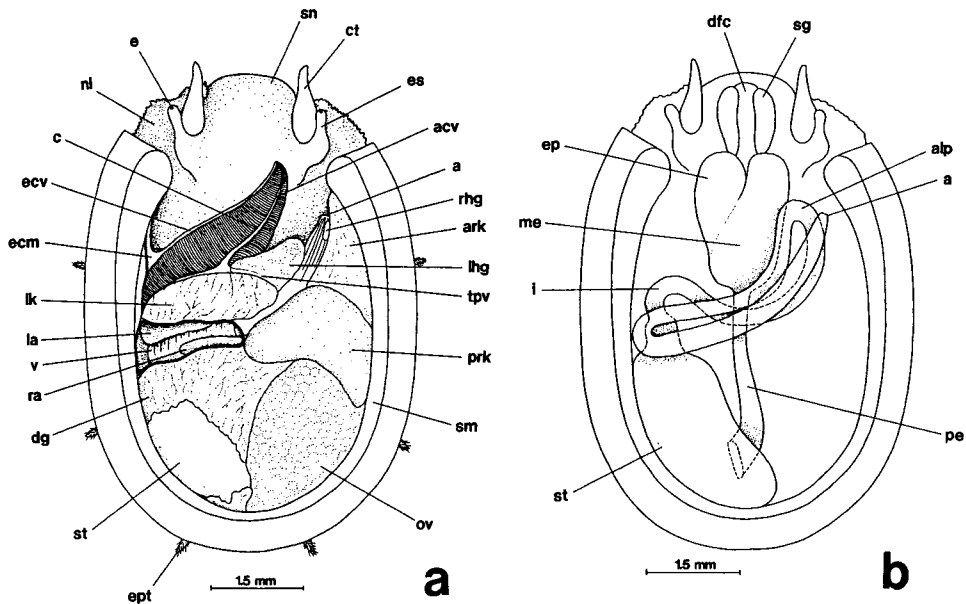 sn
e
ct
nl
es
c
acv
ecv
a
rhg
ecm
ark
lhg
lk
tpv
la
v
prk
ra
dg
sm
st
ov
ept
1.5 mm
a
dfc
sg
ep
alp
a
me
i
pe
st
1.5 mm
b